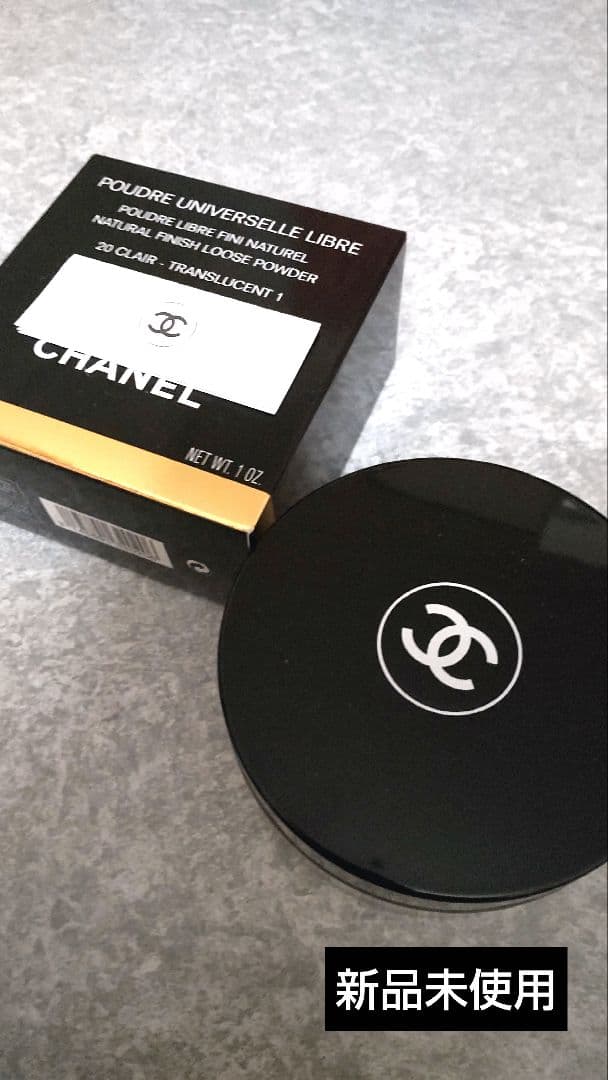 POUDRE UNIVERSELLE LIBRE
POUDRE LIBRE FINI NATUREL
NATURAL FINISH LOOSE POWDER
20 CLAIR - TRANSLUCENT 1
CHANEL
NET WT. 1 OZ.
新品未使用